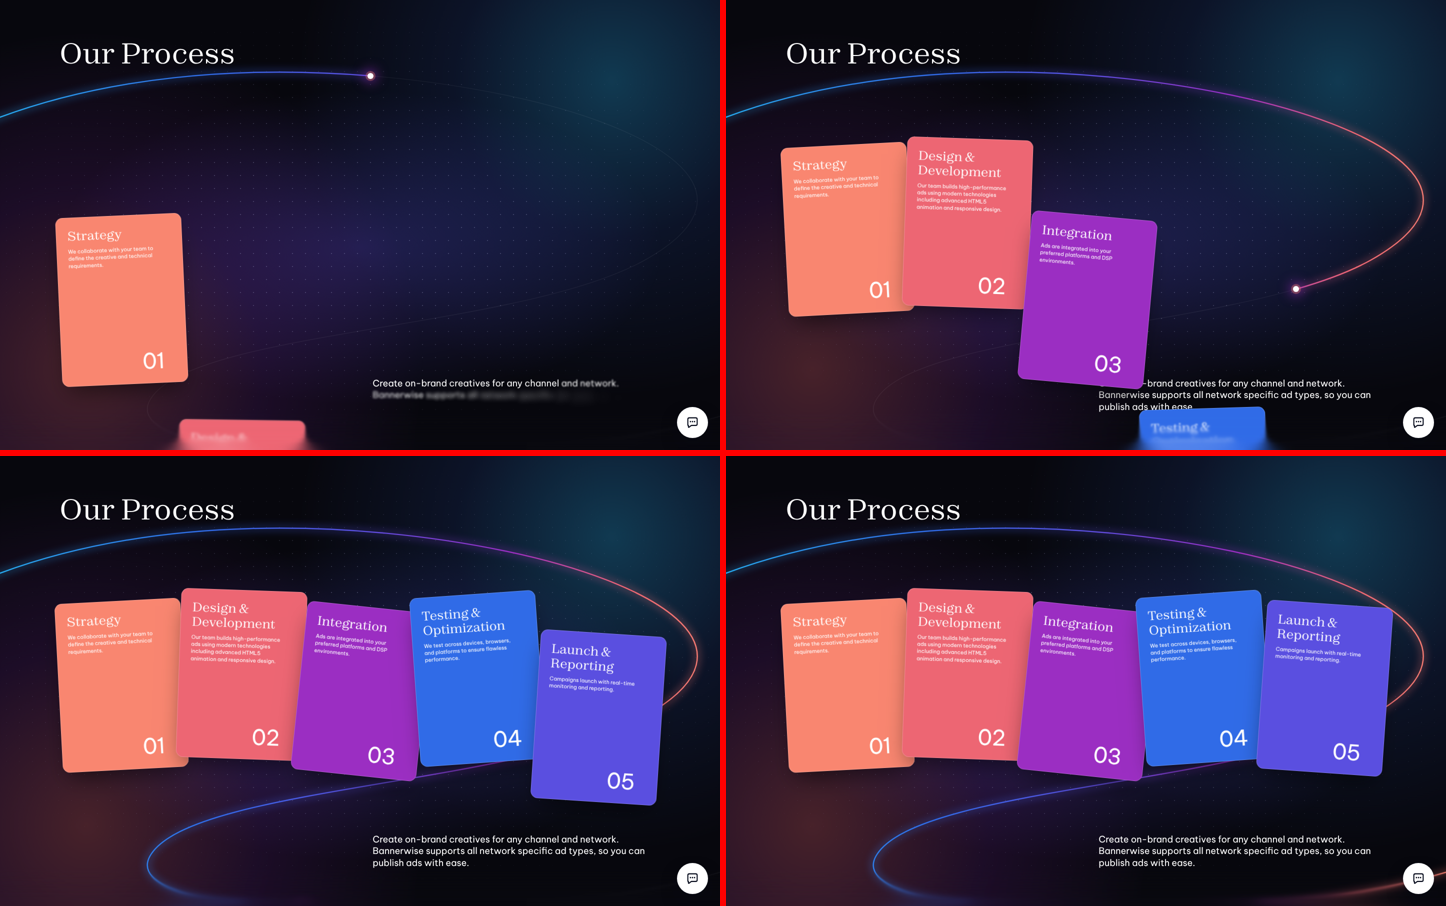 Our Process
Strategy
We collaborate with your team to
define the creative and technical
requirements.
01
Create on-brand creatives for any channel and network.
Bannerwise supports all network specific
Design &
Our Process
Strategy
We collaborate with your team to
define the creative and technical
requirements.
01
Design &
Development
Our team builds high-performance
ads using modern technologies
including advanced HTML5
animation and responsive design.
02
Integration
Ads are integrated into your
preferred platforms and DSP
environments.
03
-brand creatives for any channel and network.
Bannerwise supports all network specific ad types, so you can
publish ads with ease.
Testing &
Optimization
Our Process
Strategy
We collaborate with your team to
define the creative and technical
requirements.
01
Design &
Development
Our team builds high-performance
ads using modern technologies
including advanced HTML5
animation and responsive design.
02
Integration
Ads are integrated into your
preferred platforms and DSP
environments.
03
Testing &
Optimization
We test across devices, browsers,
and platforms to ensure flawless
performance.
04
Launch &
Reporting
Campaigns launch with real-time
monitoring and reporting.
05
Create on-brand creatives for any channel and network.
Bannerwise supports all network specific ad types, so you can
publish ads with ease.
Our Process
Strategy
We collaborate with your team to
define the creative and technical
requirements.
01
Design &
Development
Our team builds high-performance
ads using modern technologies
including advanced HTML5
animation and responsive design.
02
Integration
Ads are integrated into your
preferred platforms and DSP
environments.
03
Testing &
Optimization
We test across devices, browsers,
and platforms to ensure flawless
performance.
04
Launch &
Reporting
Campaigns launch with real-time
monitoring and reporting.
05
Create on-brand creatives for any channel and network.
Bannerwise supports all network specific ad types, so you can
publish ads with ease.